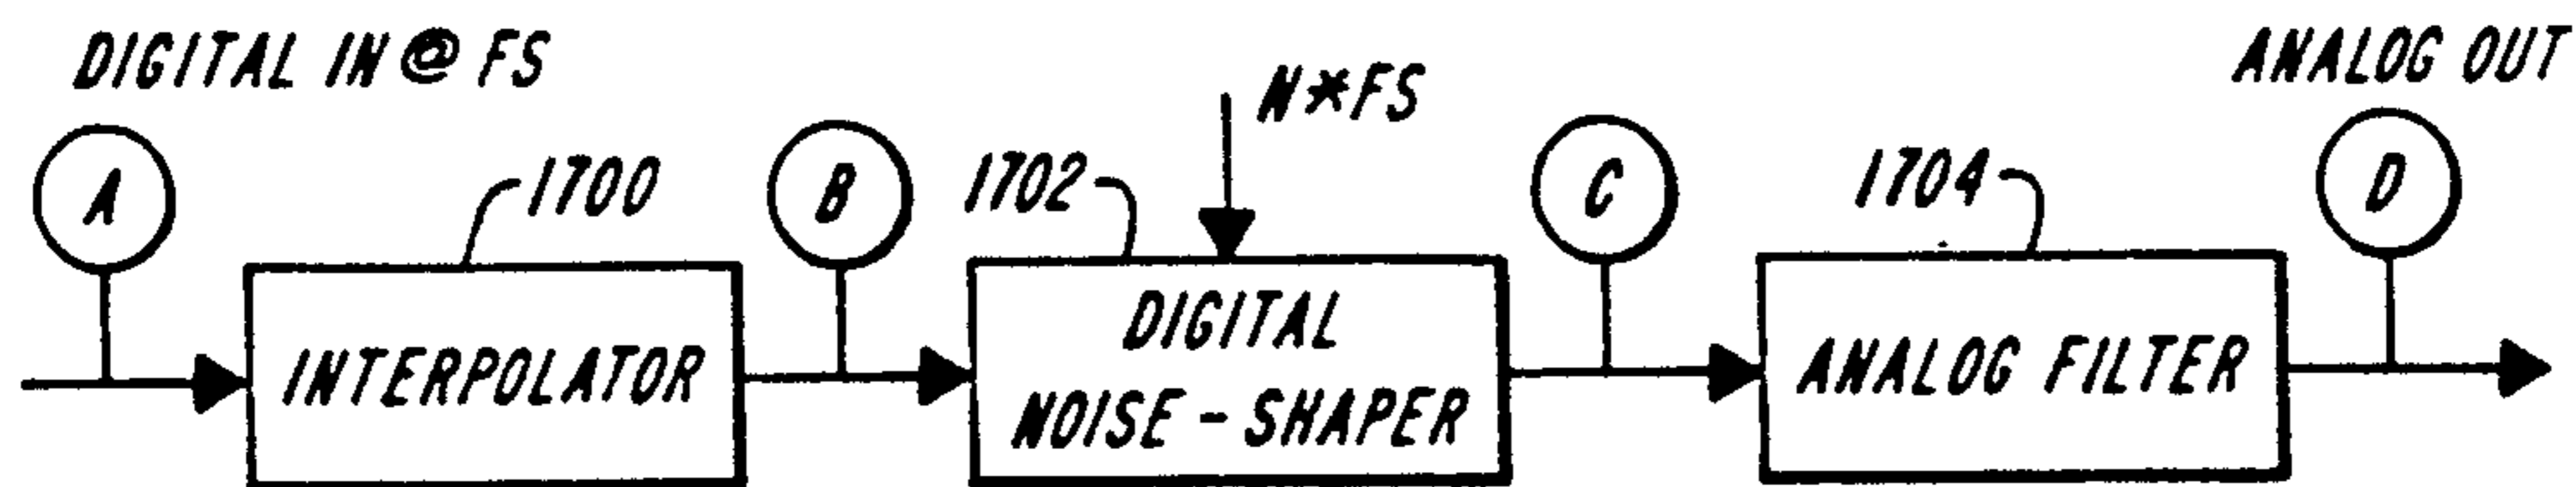 DIGITAL IN @ FS
ANALOG OUT
N*FS
A
1700
B
1702
C
1704
D
INTERPOLATOR
DIGITAL
NOISE-SHAPER
ANALOG FILTER